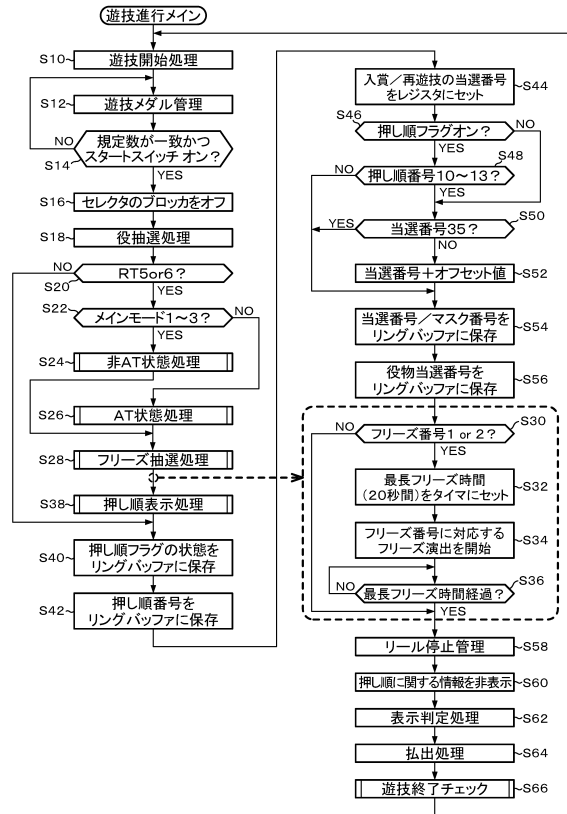 遊技進行メイン
S10
遊技開始処理
S12
遊技メダル管理
NO
規定数が一致かつ
スタートスイッチ オン?
S14
YES
S16
セレクタのブロッカをオフ
S18
役抽選処理
NO
RT5or6?
S20
YES
S22
メインモード1~3?
NO
YES
S24
非AT状態処理
S26
AT状態処理
S28
フリーズ抽選処理
S38
押し順表示処理
S40
押し順フラグの状態を
リングバッファに保存
S42
押し順番号を
リングバッファに保存
入賞/再遊技の当選番号
をレジスタにセット
S44
S46
押し順フラグオン?
NO
YES
S48
NO
押し順番号10~13?
YES
S50
YES
当選番号35?
NO
当選番号+オフセット値
S52
当選番号/マスク番号を
リングバッファに保存
S54
役物当選番号を
リングバッファに保存
S56
NO
フリーズ番号1 or 2?
S30
YES
最長フリーズ時間
(20秒間)をタイマにセット
S32
フリーズ番号に対応する
フリーズ演出を開始
S34
S36
NO
最長フリーズ時間経過?
YES
リール停止管理
S58
押し順に関する情報を非表示
S60
表示判定処理
S62
払出処理
S64
遊技終了チェック
S66